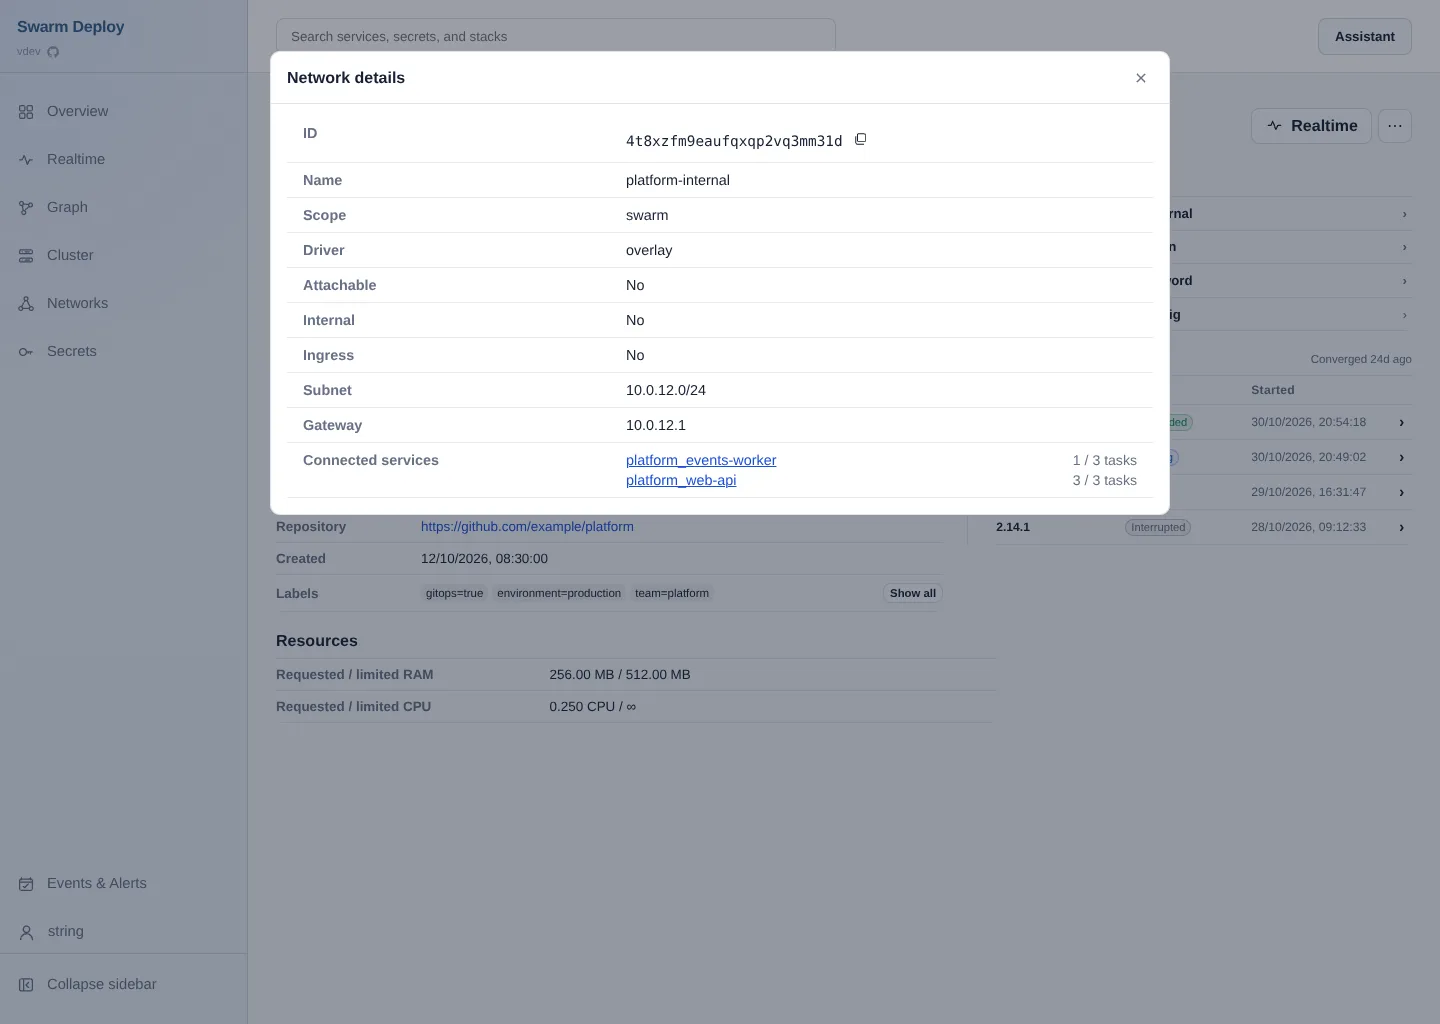 Swarm Deploy
vdev
Search services, secrets, and stacks
Assistant
Overview
Realtime
Graph
Cluster
Networks
Secrets
Events & Alerts
string
Collapse sidebar
Network details
ID 4t8xzfm9eaufqxqp2vq3mm31d
Name platform-internal
Scope swarm
Driver overlay
Attachable No
Internal No
Ingress No
Subnet 10.0.12.0/24
Gateway 10.0.12.1
Connected services platform_events-worker 1 / 3 tasks
platform_web-api 3 / 3 tasks
Realtime
Converged 24d ago
Started
30/10/2026, 20:54:18
30/10/2026, 20:49:02
29/10/2026, 16:31:47
2.14.1 Interrupted 28/10/2026, 09:12:33
Repository https://github.com/example/platform
Created 12/10/2026, 08:30:00
Labels gitops=true environment=production team=platform Show all
Resources
Requested / limited RAM 256.00 MB / 512.00 MB
Requested / limited CPU 0.250 CPU / ∞